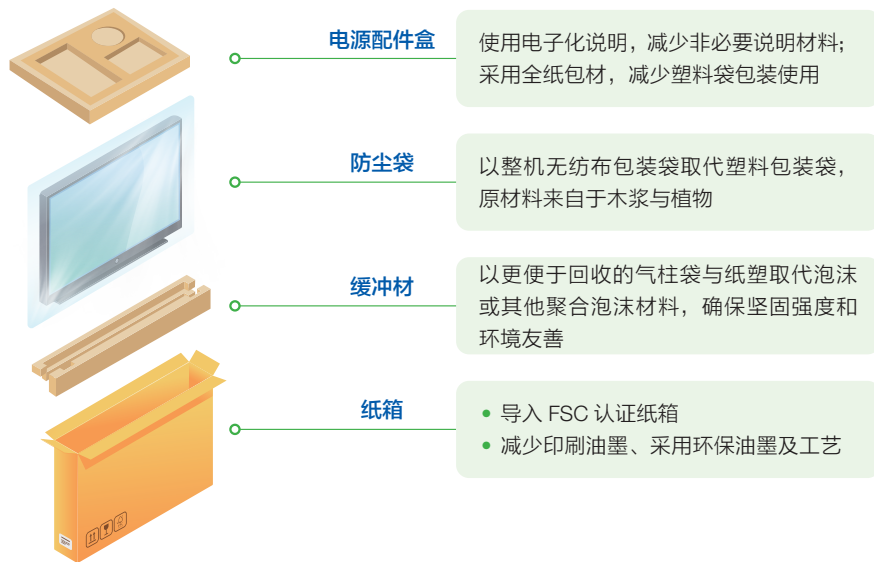 电源配件盒
使用电子化说明，减少非必要说明材料；
采用全纸包材，减少塑料袋包装使用
防尘袋
以整机无纺布包装袋取代塑料包装袋，
原材料来自于木浆与植物
缓冲材
以更便于回收的气柱袋与纸塑取代泡沫
或其他聚合泡沫材料，确保坚固强度和
环境友善
纸箱
• 导入 FSC 认证纸箱
• 减少印刷油墨、采用环保油墨及工艺